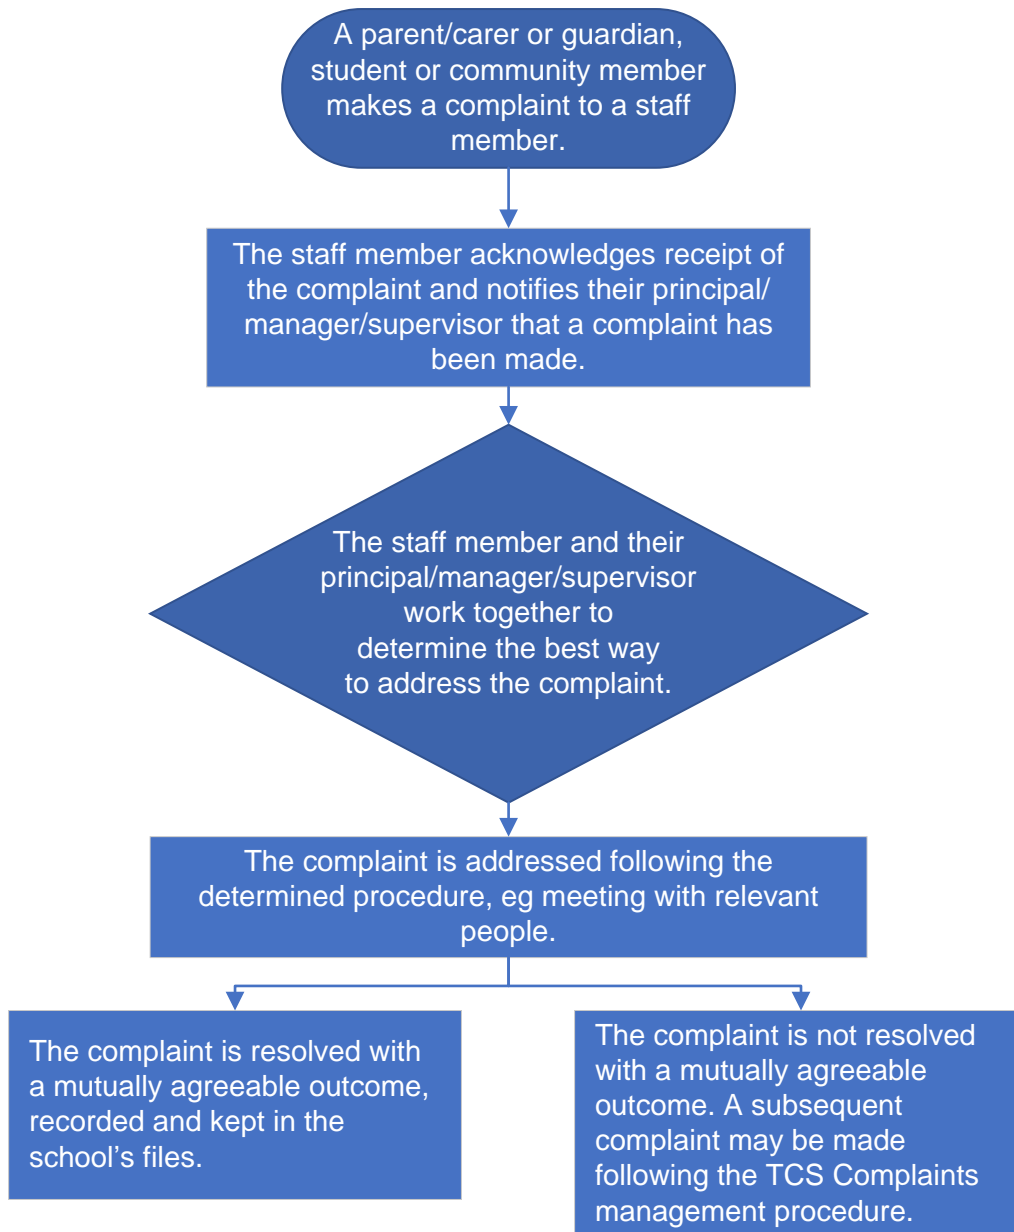 A parent/carer or guardian,
student or community member
makes a complaint to a staff
member.
The staff member acknowledges receipt of
the complaint and notifies their principal/
manager/supervisor that a complaint has
been made.
The staff member and their
principal/manager/supervisor
work together to
determine the best way
to address the complaint.
The complaint is addressed following the
determined procedure, eg meeting with relevant
people.
The complaint is resolved with
a mutually agreeable outcome,
recorded and kept in the
school’s files.
The complaint is not resolved
with a mutually agreeable
outcome. A subsequent
complaint may be made
following the TCS Complaints
management procedure.